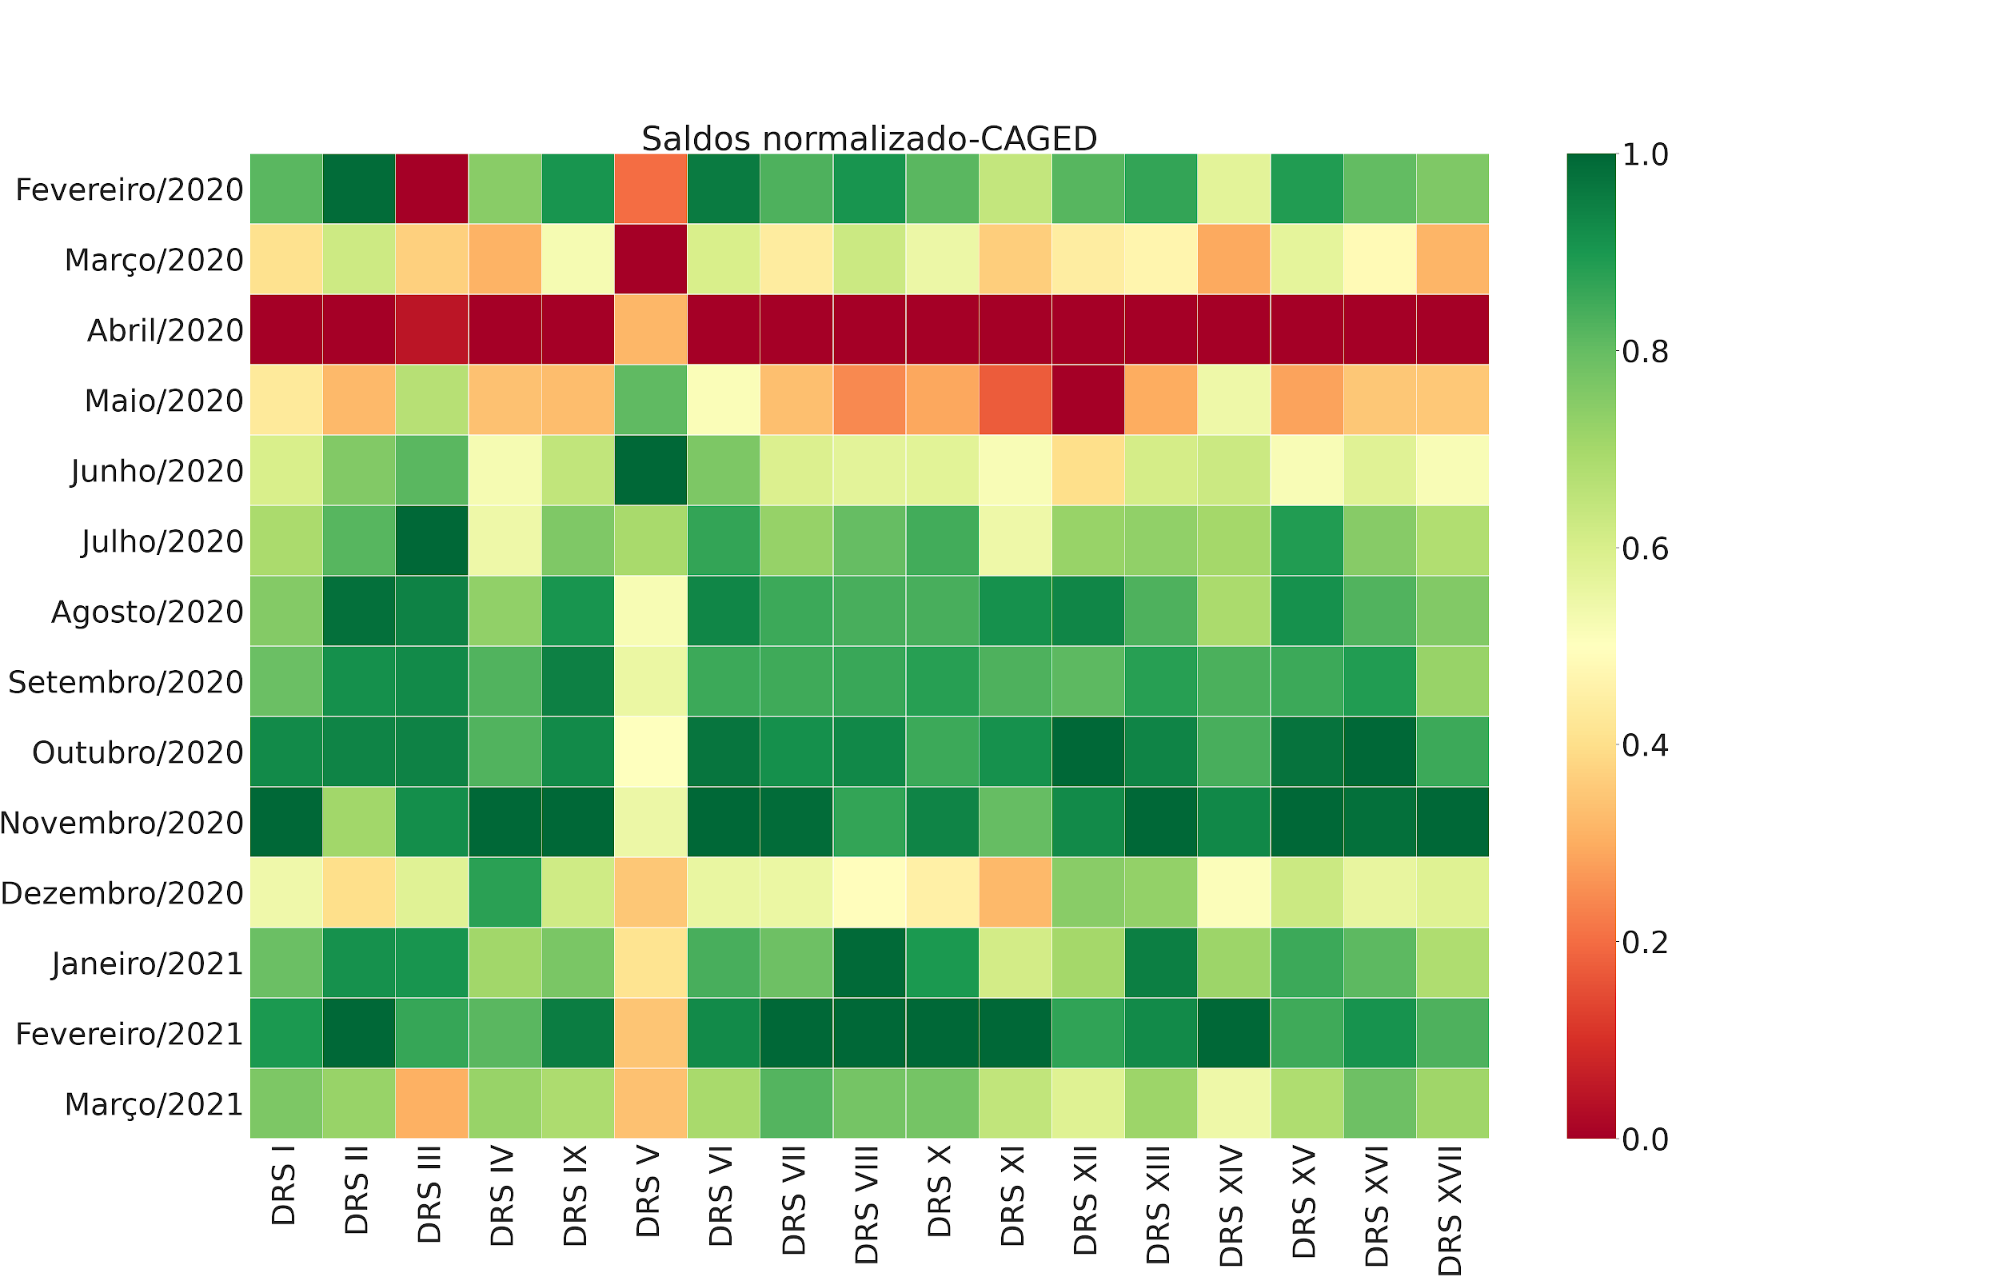 Saldos normalizado-CAGED
Fevereiro/2020
Março/2020
Abril/2020
Maio/2020
Junho/2020
Julho/2020
Agosto/2020
Setembro/2020
Outubro/2020
Novembro/2020
Dezembro/2020
Janeiro/2021
Fevereiro/2021
Março/2021
DRS I
DRS II
DRS III
DRS IV
DRS IX
DRS V
DRS VI
DRS VII
DRS VIII
DRS X
DRS XI
DRS XII
DRS XIII
DRS XIV
DRS XV
DRS XVI
DRS XVII
1.0
0.8
0.6
0.4
0.2
0.0